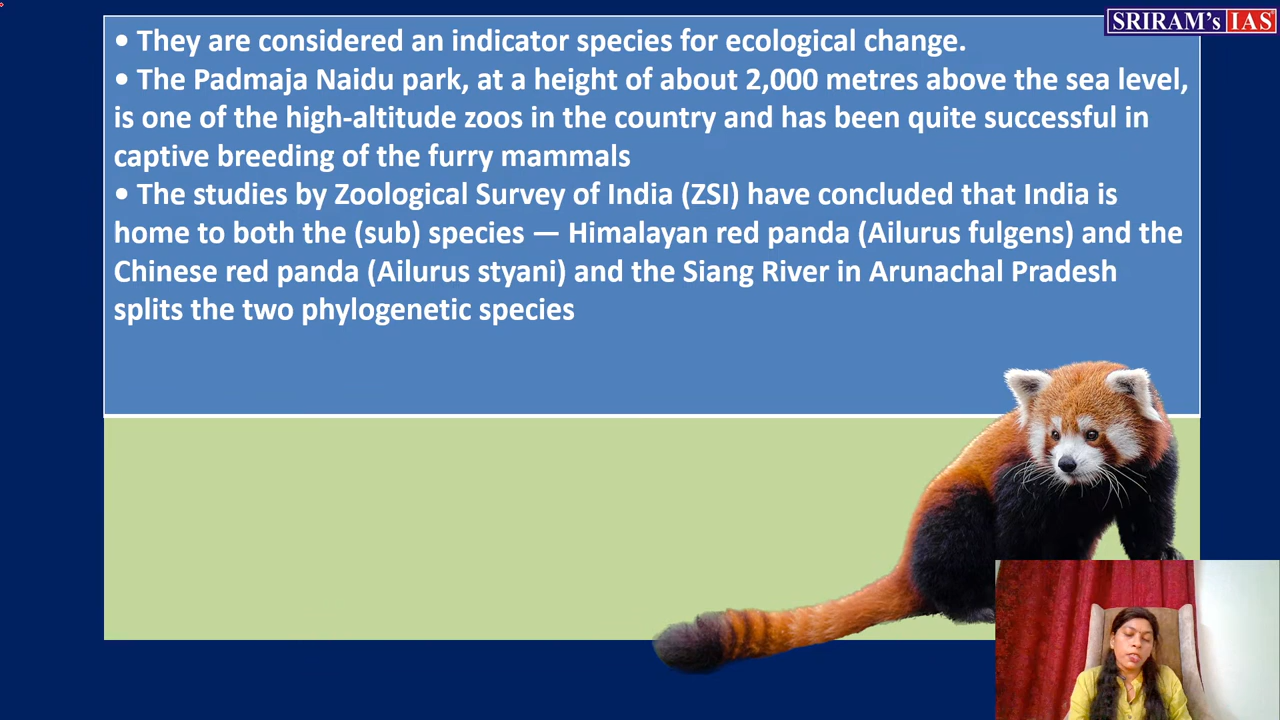 SRIRAM's IAS
• They are considered an indicator species for ecological change.
• The Padmaja Naidu park, at a height of about 2,000 metres above the sea level,
is one of the high-altitude zoos in the country and has been quite successful in
captive breeding of the furry mammals
• The studies by Zoological Survey of India (ZSI) have concluded that India is
home to both the (sub) species — Himalayan red panda (Ailurus fulgens) and the
Chinese red panda (Ailurus styani) and the Siang River in Arunachal Pradesh
splits the two phylogenetic species